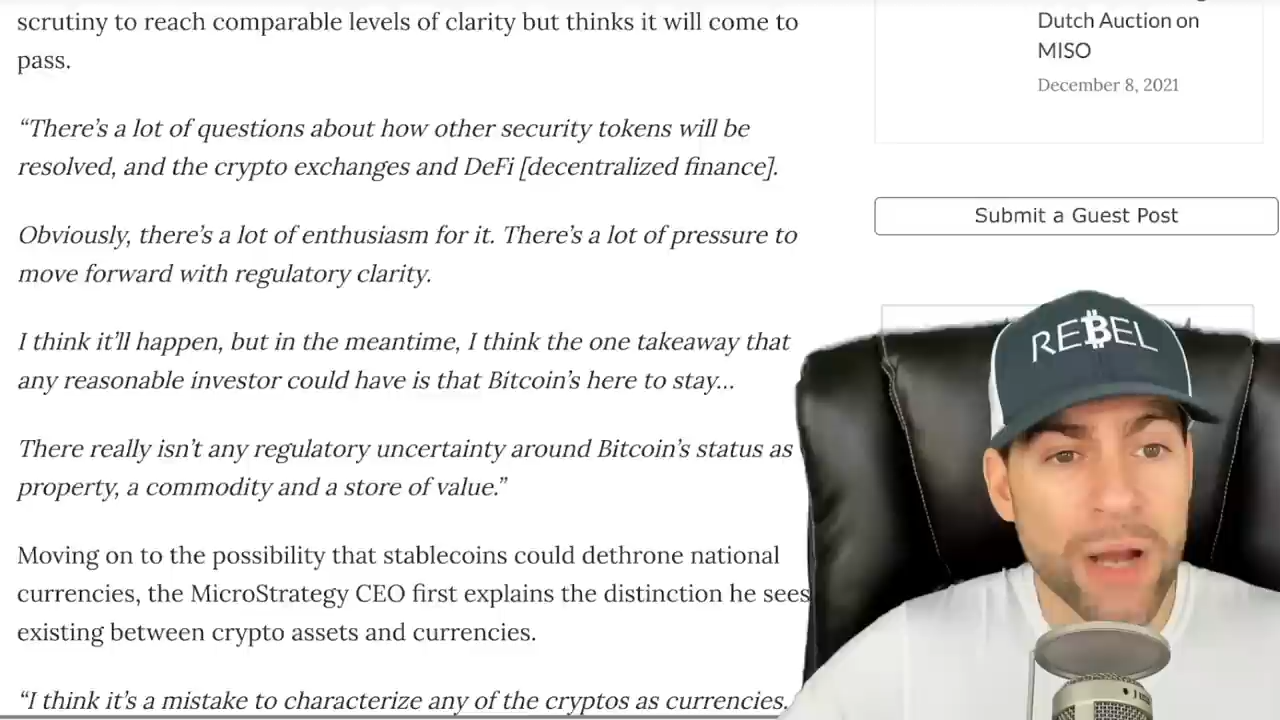 scrutiny to reach comparable levels of clarity but thinks it will come to
pass.
“There’s a lot of questions about how other security tokens will be
resolved, and the crypto exchanges and DeFi [decentralized finance].
Obviously, there’s a lot of enthusiasm for it. There’s a lot of pressure to
move forward with regulatory clarity.
I think it’ll happen, but in the meantime, I think the one takeaway that
any reasonable investor could have is that Bitcoin’s here to stay…
There really isn’t any regulatory uncertainty around Bitcoin’s status as
property, a commodity and a store of value.”
Moving on to the possibility that stablecoins could dethrone national
currencies, the MicroStrategy CEO first explains the distinction he sees
existing between crypto assets and currencies.
“I think it’s a mistake to characterize any of the cryptos as currencies.
Dutch Auction on
MISO
December 8, 2021
Submit a Guest Post
RE₿EL